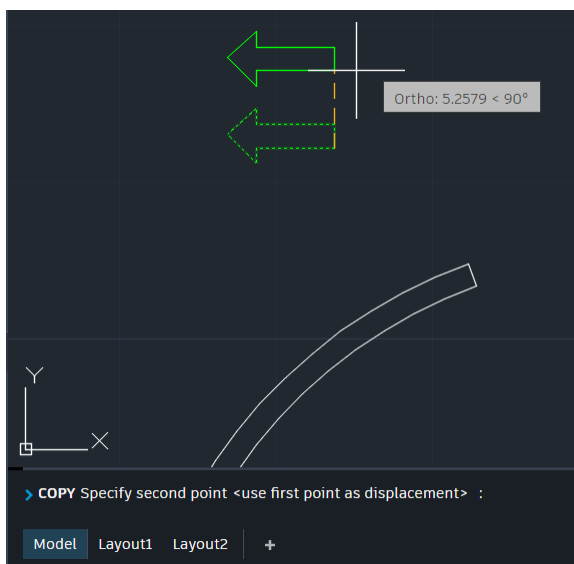 Ortho: 5.2579 < 90°
Y
X
COPY Specify second point <use first point as displacement> :
Model Layout1 Layout2 +